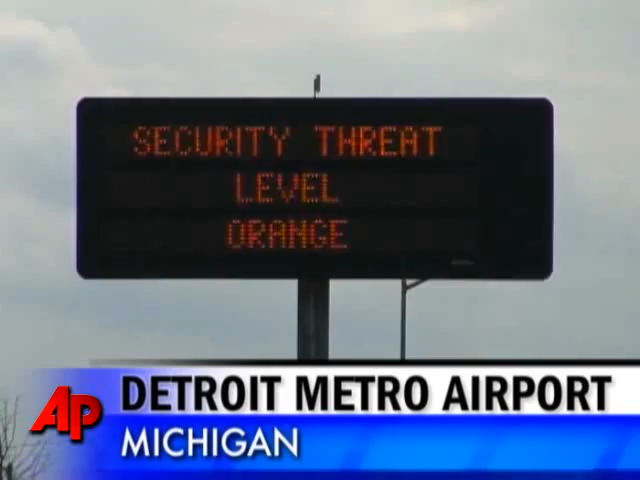 SECURITY THREAT
LEVEL
ORANGE
AP
DETROIT METRO AIRPORT
MICHIGAN